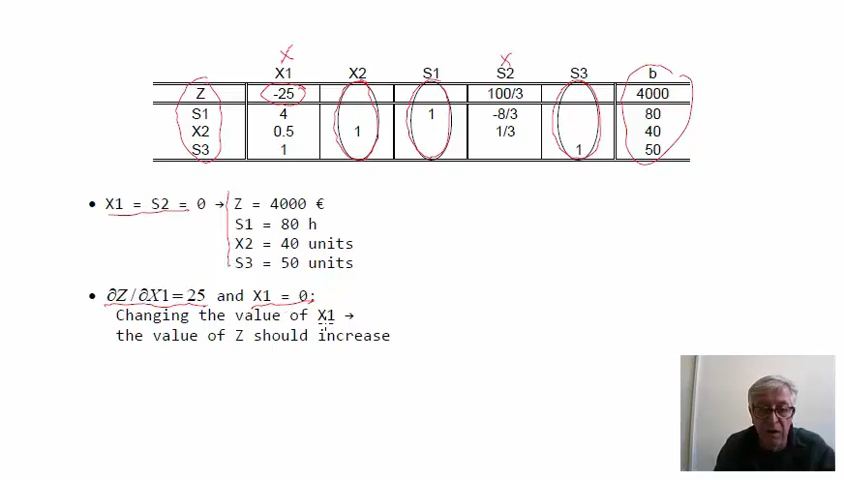 X X
X1 X2 S1 S2 S3 b
Z -25 100/3 4000
S1 4 1 -8/3 80
X2 0.5 1 1/3 40
S3 1 1 50
• X1 = S2 = 0 → Z = 4000 €
S1 = 80 h
X2 = 40 units
S3 = 50 units
• ∂Z/∂X1=25 and X1 = 0;
Changing the value of X1 →
the value of Z should increase